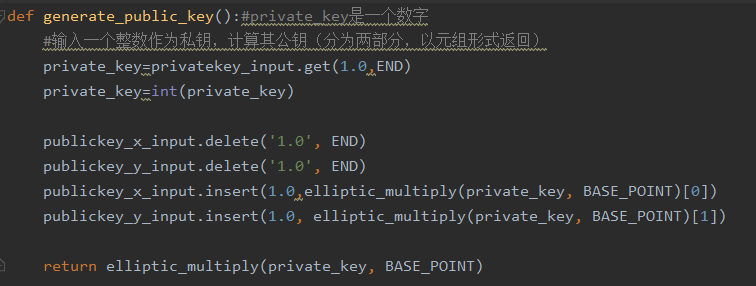 def generate_public_key():#private_key是一个数字
    #输入一个整数作为私钥，计算其公钥（分为两部分，以元组形式返回）
    private_key=privatekey_input.get(1.0,END)
    private_key=int(private_key)

    publickey_x_input.delete('1.0', END)
    publickey_y_input.delete('1.0', END)
    publickey_x_input.insert(1.0,elliptic_multiply(private_key, BASE_POINT)[0])
    publickey_y_input.insert(1.0, elliptic_multiply(private_key, BASE_POINT)[1])

    return elliptic_multiply(private_key, BASE_POINT)